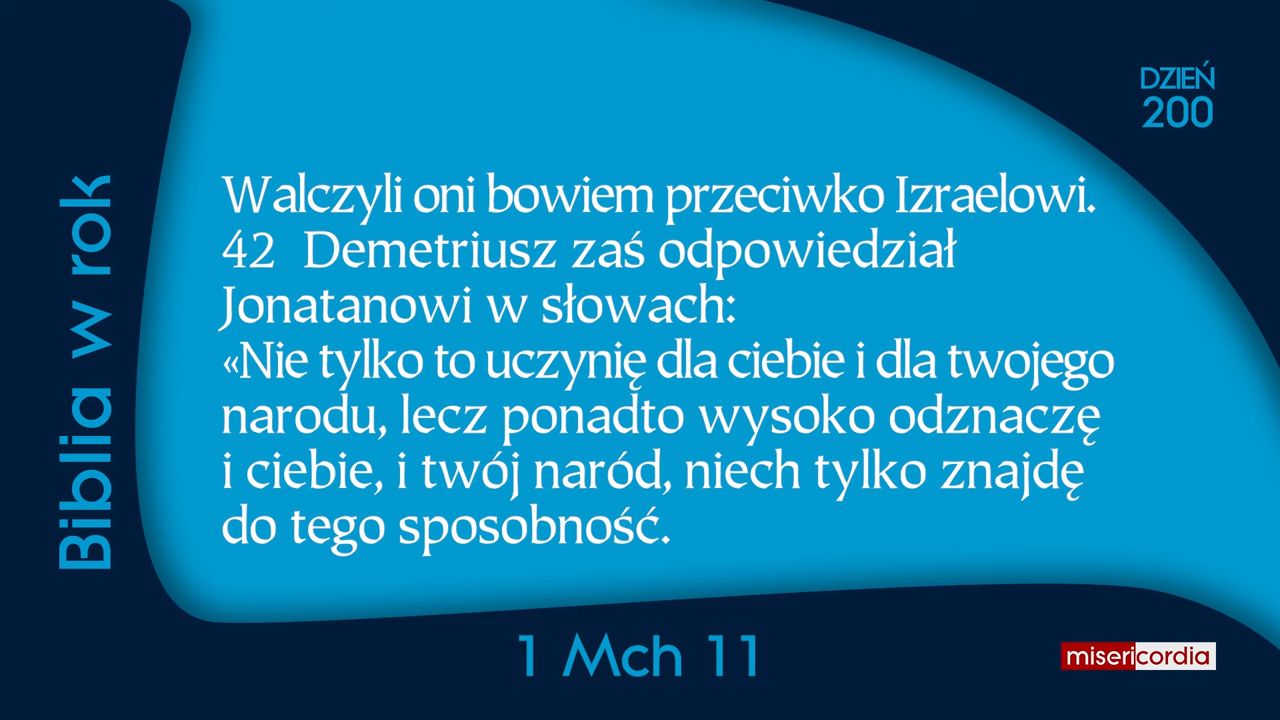 DZIEŃ
200
Biblia w rok
Walczyli oni bowiem przeciwko Izraelowi.
42 Demetriusz zaś odpowiedział
Jonatanowi w słowach:
«Nie tylko to uczynię dla ciebie i dla twojego
narodu, lecz ponadto wysoko odznaczę
i ciebie, i twój naród, niech tylko znajdę
do tego sposobność.
1 Mch 11
misericordia